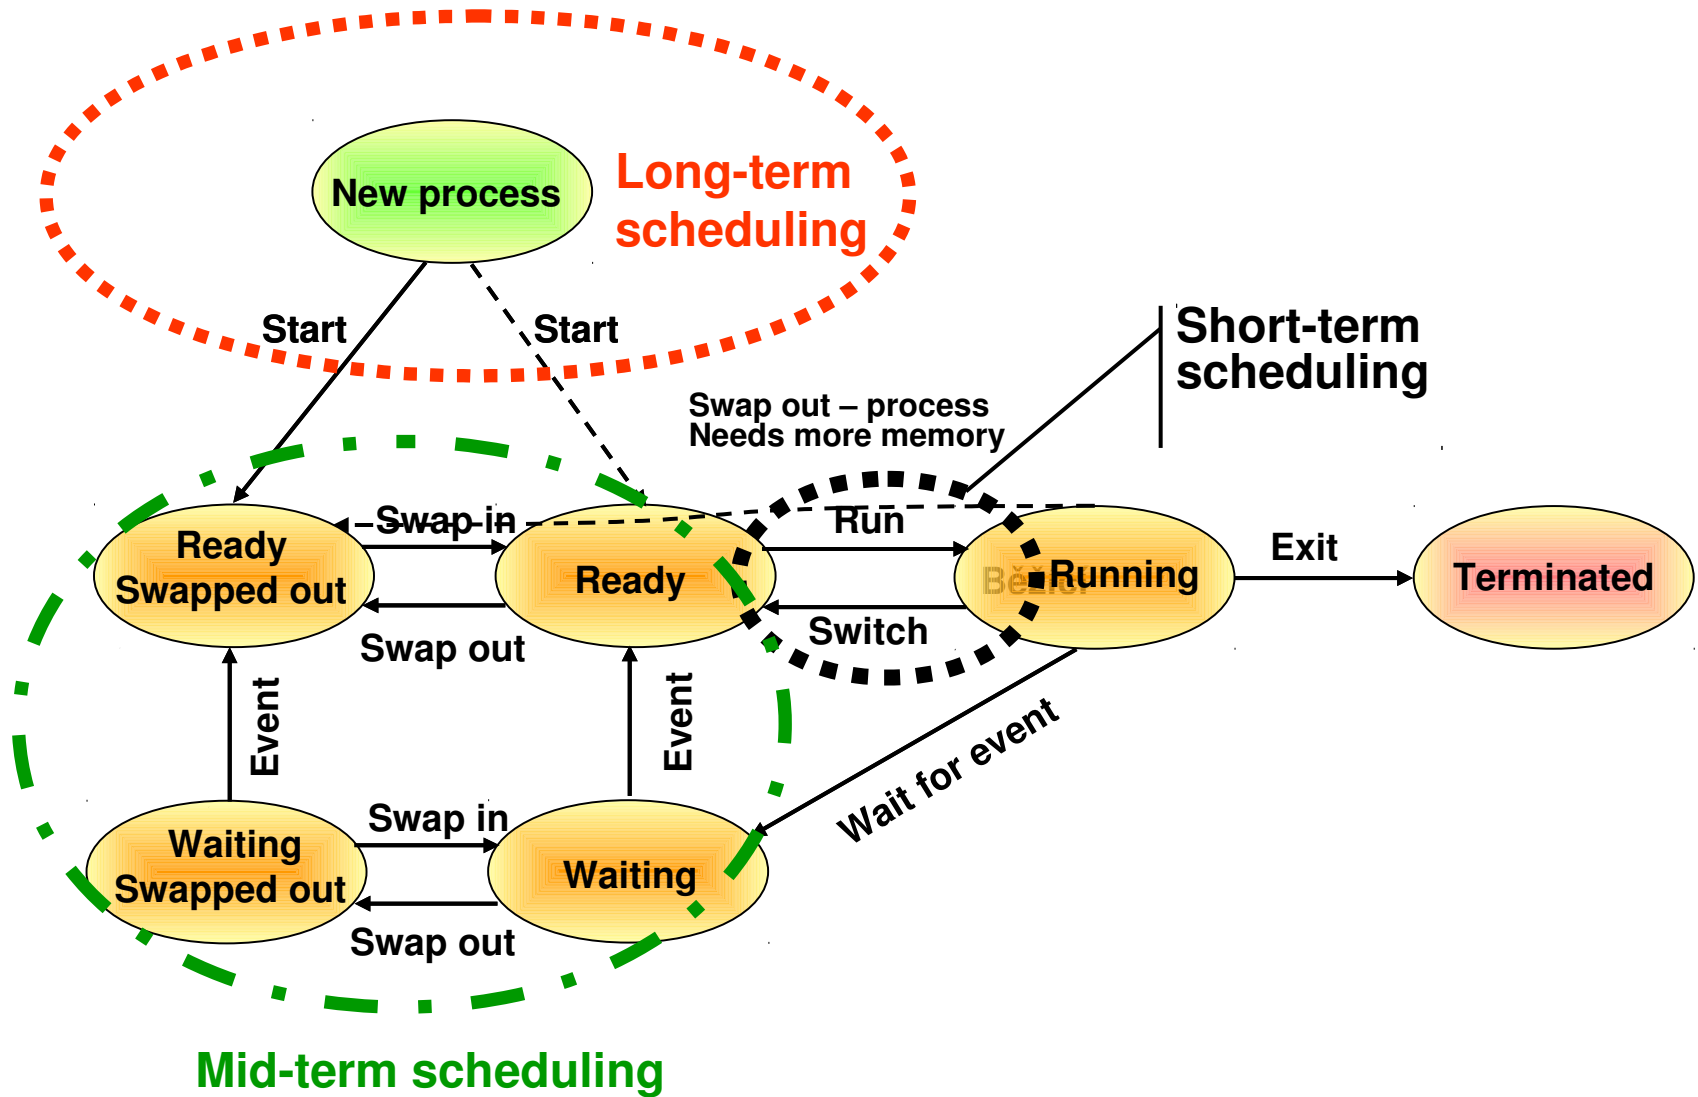 New process
Long-term
scheduling
Start
Start
Short-term
scheduling
Swap out – process
Needs more memory
Swap in
Run
Ready
Swapped out
Ready
Běžící
Running
Exit
Terminated
Swap out
Switch
Event
Event
Wait for event
Waiting
Swapped out
Swap in
Waiting
Swap out
Mid-term scheduling